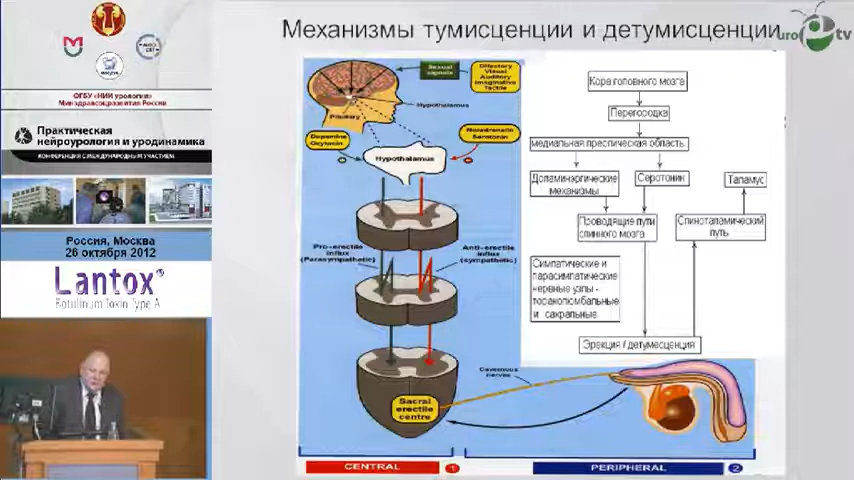 Механизмы тумисценции и детумисценции
uro tv
ФГБУ «НИИ урологии»
Минздравсоцразвития России
Практическая
нейроурология и уродинамика
КОНФЕРЕНЦИЯ С МЕЖДУНАРОДНЫМ УЧАСТИЕМ
Россия, Москва
26 октября 2012
Lantox®
Botulinum Toxin Type A
Sexual
signals
Olfactory
Visual
Auditory
Imaginative
Tactile
Hypothalamus
Pituitary
Dopamine
Oxytocin
Noradrenalin
Serotonin
Hypothalamus
Pro-erectile
influx
(Parasympathetic)
Anti-erectile
influx
(sympathetic)
Sacral
erectile
centre
Cavernous
nerves
CENTRAL
1
PERIPHERAL
2
Кора головного мозга
Перегородка
медиальная преоптическая область
Допаминэргические
механизмы
Серотонин
Таламус
Проводящие пути
спинного мозга
Спиноталамический
путь
Симпатические и
парасимпатические
нервные узлы -
тораколюмбальные
и сакральные
Эрекция / детумесценция